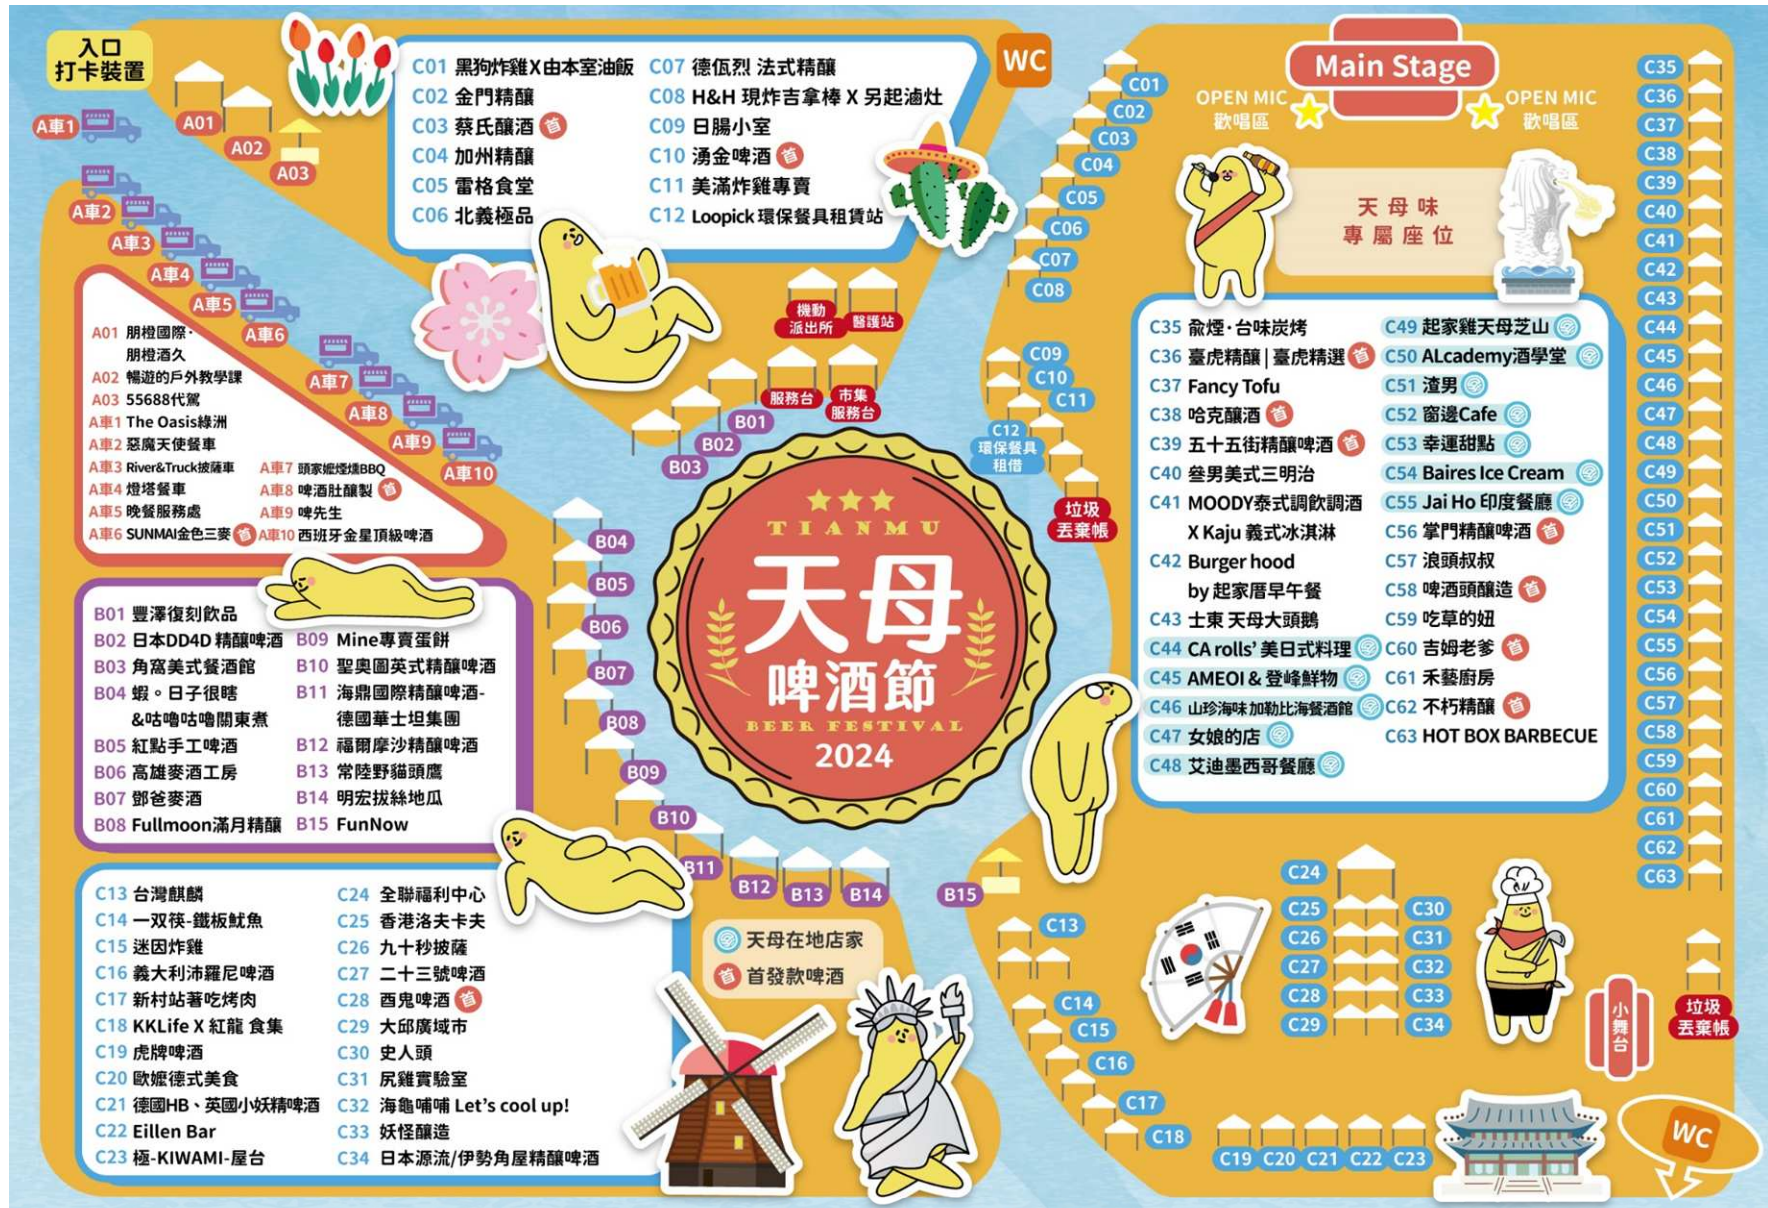 入口
打卡裝置
A車1
A01
A02
A03
A車2
A車3
A車4
A車5
A車6
A車7
A車8
A車9
A車10
C01 黑狗炸雞X由本室油飯
C02 金門精釀
C03 蔡氏釀酒 首
C04 加州精釀
C05 雷格食堂
C06 北義極品
C07 德佤烈 法式精釀
C08 H&H 現炸吉拿棒 X 另起滷灶
C09 日腸小室
C10 湧金啤酒 首
C11 美滿炸雞專賣
C12 Loopick 環保餐具租賃站
WC
C01
C02
C03
C04
C05
C06
C07
C08
C09
C10
C11
C12
環保餐具
租借
垃圾
丟棄帳
機動
派出所
醫護站
服務台
市集
服務台
B01
B02
B03
Main Stage
OPEN MIC
歡唱區
OPEN MIC
歡唱區
天母味
專屬座位
A01 朋橙國際·
朋橙酒久
A02 暢遊的戶外教學課
A03 55688代駕
A車1 The Oasis綠洲
A車2 惡魔天使餐車
A車3 River&Truck披薩車
A車4 燈塔餐車
A車5 晚餐服務處
A車6 SUNMAI金色三麥 首
A車7 頭家嬤煙燻BBQ
A車8 啤酒肚釀製 首
A車9 啤先生
A車10 西班牙金星頂級啤酒
B01 豐澤復刻飲品
B02 日本DD4D 精釀啤酒
B03 角窩美式餐酒館
B04 蝦。日子很瞎
&咕嚕咕嚕關東煮
B05 紅點手工啤酒
B06 高雄麥酒工房
B07 鄧爸麥酒
B08 Fullmoon滿月精釀
B09 Mine專賣蛋餅
B10 聖奧圖英式精釀啤酒
B11 海鼎國際精釀啤酒-
德國華士坦集團
B12 福爾摩沙精釀啤酒
B13 常陸野貓頭鷹
B14 明宏拔絲地瓜
B15 FunNow
B04
B05
B06
B07
B08
B09
B10
B11
B12
B13
B14
B15
TIANMU
天母
啤酒節
BEER FESTIVAL
2024
C35 肏煙·台味炭烤
C36 臺虎精釀|臺虎精選 首
C37 Fancy Tofu
C38 哈克釀酒 首
C39 五十五街精釀啤酒 首
C40 參男美式三明治
C41 MOODY泰式調飲調酒
X Kaju 義式冰淇淋
C42 Burger hood
by 起家厝早午餐
C43 士東 天母大頭鵝
C44 CA rolls’ 美日式料理
C45 AMEOI & 登峰鮮物
C46 山珍海味加勒比海餐酒館
C47 女娘的店
C48 艾迪墨西哥餐廳
C49 起家雞天母芝山
C50 ALcademy酒學堂
C51 渣男
C52 窗邊Cafe
C53 幸運甜點
C54 Baires Ice Cream
C55 Jai Ho 印度餐廳
C56 掌門精釀啤酒 首
C57 浪頭叔叔
C58 啤酒頭釀造 首
C59 吃草的妞
C60 吉姆老爹 首
C61 禾藝廚房
C62 不朽精釀 首
C63 HOT BOX BARBECUE
C35
C36
C37
C38
C39
C40
C41
C42
C43
C44
C45
C46
C47
C48
C49
C50
C51
C52
C53
C54
C55
C56
C57
C58
C59
C60
C61
C62
C63
C13 台灣麒麟
C14 一双筷-鐵板魷魚
C15 迷因炸雞
C16 義大利沛羅尼啤酒
C17 新村站著吃烤肉
C18 KKLife X 紅龍 食集
C19 虎牌啤酒
C20 歐嬤德式美食
C21 德國HB、英國小妖精啤酒
C22 Eillen Bar
C23 極-KIWAMI-屋台
C24 全聯福利中心
C25 香港洛夫卡夫
C26 九十秒披薩
C27 二十三號啤酒
C28 酉鬼啤酒 首
C29 大邱廣域市
C30 史人頭
C31 尻雞實驗室
C32 海龜哺哺 Let’s cool up!
C33 妖怪釀造
C34 日本源流/伊勢角屋精釀啤酒
天母在地店家
首 首發款啤酒
C13
C14
C15
C16
C17
C18
C19 C20 C21 C22 C23
C24
C25 C30
C26 C31
C27 C32
C28 C33
C29 C34
小舞台
垃圾
丟棄帳
WC